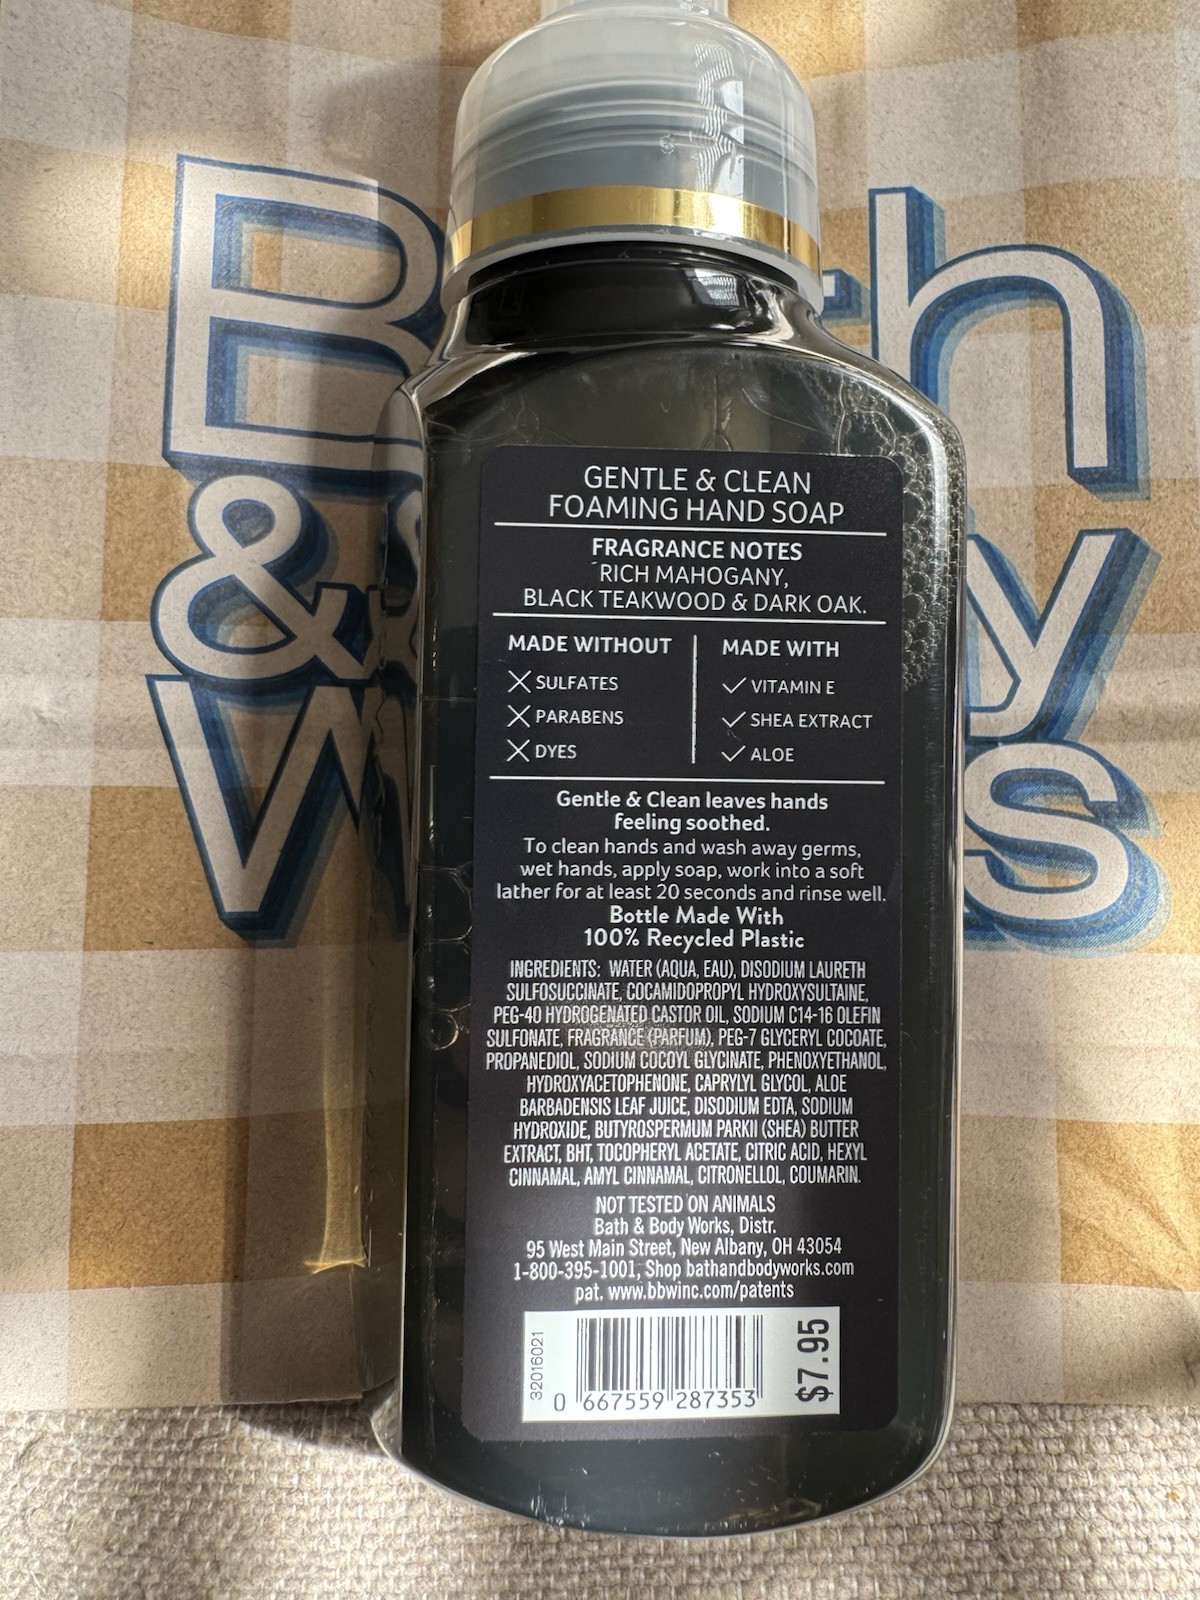 Bath
& Body
Works
GENTLE & CLEAN
FOAMING HAND SOAP
FRAGRANCE NOTES
RICH MAHOGANY,
BLACK TEAKWOOD & DARK OAK.
MADE WITHOUT
SULFATES
PARABENS
DYES
MADE WITH
VITAMIN E
SHEA EXTRACT
ALOE
Gentle & Clean leaves hands
feeling soothed.
To clean hands and wash away germs,
wet hands, apply soap, work into a soft
lather for at least 20 seconds and rinse well.
Bottle Made With
100% Recycled Plastic
INGREDIENTS: WATER (AQUA, EAU), DISODIUM LAURETH
SULFOSUCCINATE, COCAMIDOPROPYL HYDROXYSULTAINE,
PEG-40 HYDROGENATED CASTOR OIL, SODIUM C14-16 OLEFIN
SULFONATE, FRAGRANCE (PARFUM), PEG-7 GLYCERYL COCOATE,
PROPANEDIOL, SODIUM COCOYL GLYCINATE, PHENOXYETHANOL,
HYDROXYACETOPHENONE, CAPRYLYL GLYCOL, ALOE
BARBADENSIS LEAF JUICE, DISODIUM EDTA, SODIUM
HYDROXIDE, BUTYROSPERMUM PARKII (SHEA) BUTTER
EXTRACT, BHT, TOCOPHERYL ACETATE, CITRIC ACID, HEXYL
CINNAMAL, AMYL CINNAMAL, CITRONELLOL, COUMARIN.
NOT TESTED ON ANIMALS
Bath & Body Works, Distr.
95 West Main Street, New Albany, OH 43054
1-800-395-1001, Shop bathandbodyworks.com
pat. www.bbwinc.com/patents
32016021
0 667559 287353
$7.95